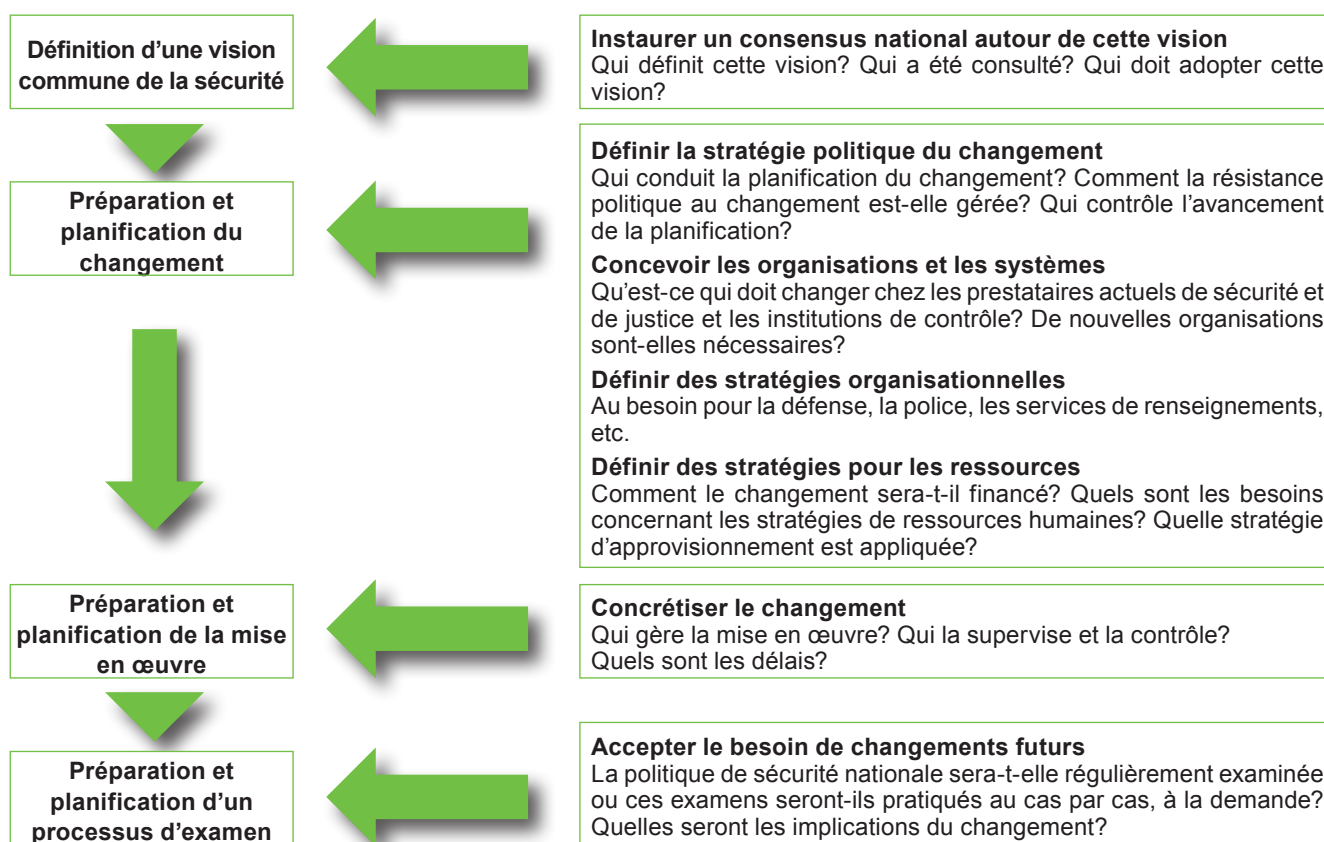 Définition d’une vision
commune de la sécurité
Instaurer un consensus national autour de cette vision
Qui définit cette vision? Qui a été consulté? Qui doit adopter cette
vision?
Préparation et
planification du
changement
Définir la stratégie politique du changement
Qui conduit la planification du changement? Comment la résistance
politique au changement est-elle gérée? Qui contrôle l’avancement
de la planification?
Concevoir les organisations et les systèmes
Qu’est-ce qui doit changer chez les prestataires actuels de sécurité et
de justice et les institutions de contrôle? De nouvelles organisations
sont-elles nécessaires?
Définir des stratégies organisationnelles
Au besoin pour la défense, la police, les services de renseignements,
etc.
Définir des stratégies pour les ressources
Comment le changement sera-t-il financé? Quels sont les besoins
concernant les stratégies de ressources humaines? Quelle stratégie
d’approvisionnement est appliquée?
Préparation et
planification de la mise
en œuvre
Concrétiser le changement
Qui gère la mise en œuvre? Qui la supervise et la contrôle?
Quels sont les délais?
Préparation et
planification d’un
processus d’examen
Accepter le besoin de changements futurs
La politique de sécurité nationale sera-t-elle régulièrement examinée
ou ces examens seront-ils pratiqués au cas par cas, à la demande?
Quelles seront les implications du changement?